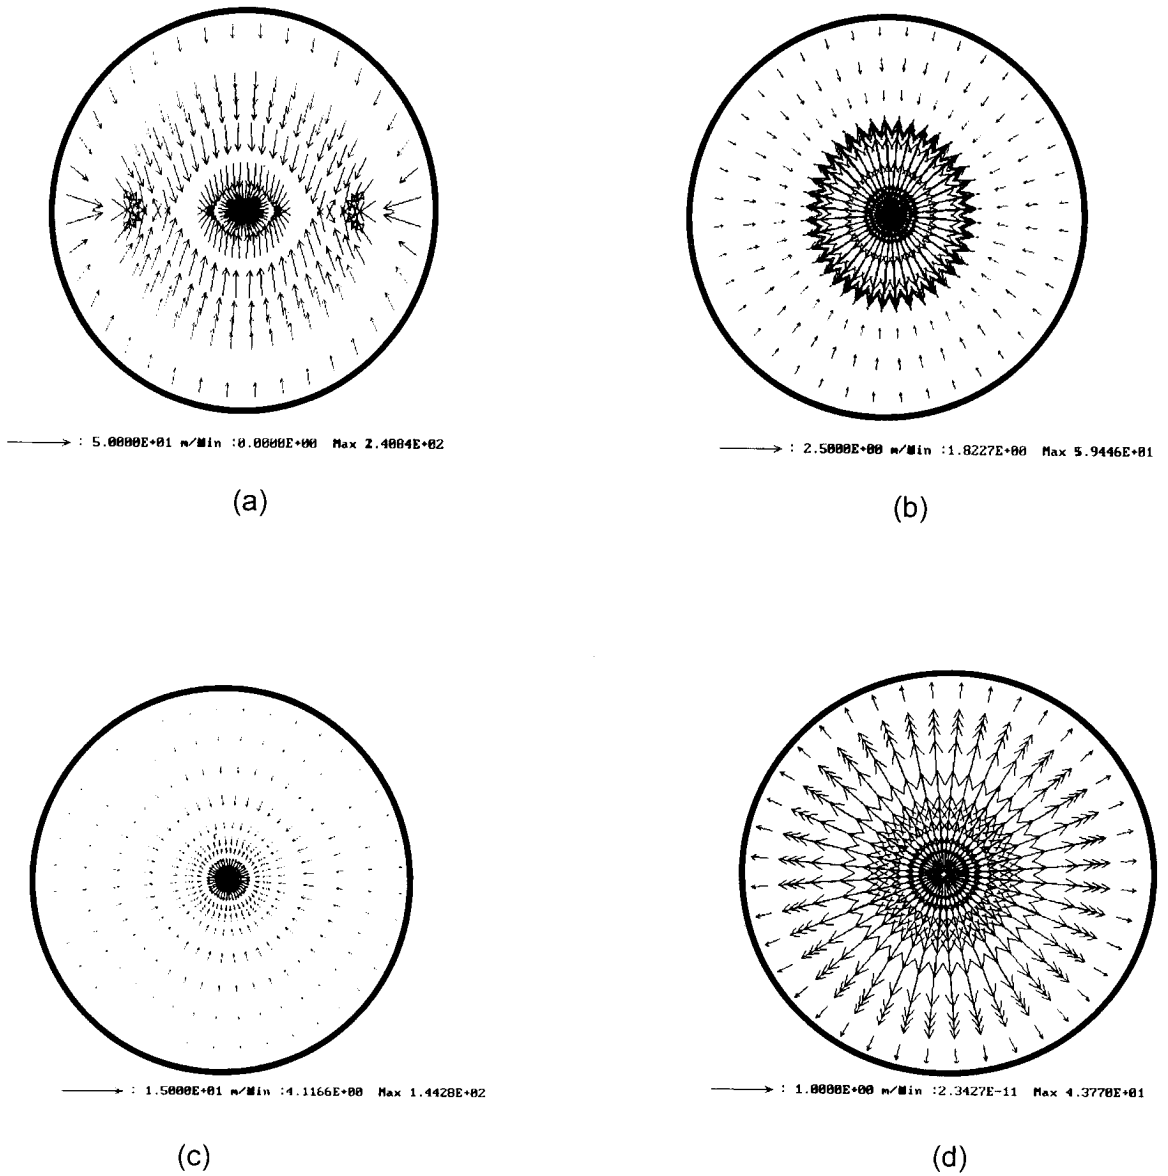 : 5.0000E+01 m/Min :0.0000E+00 Max 2.4084E+02
: 2.5000E+00 m/Min :1.8227E+00 Max 5.9446E+01
(a)
(b)
: 1.5000E+01 m/Min :4.1166E+00 Max 1.4428E+02
: 1.0000E+00 m/Min :2.3427E-11 Max 4.3770E+01
(c)
(d)